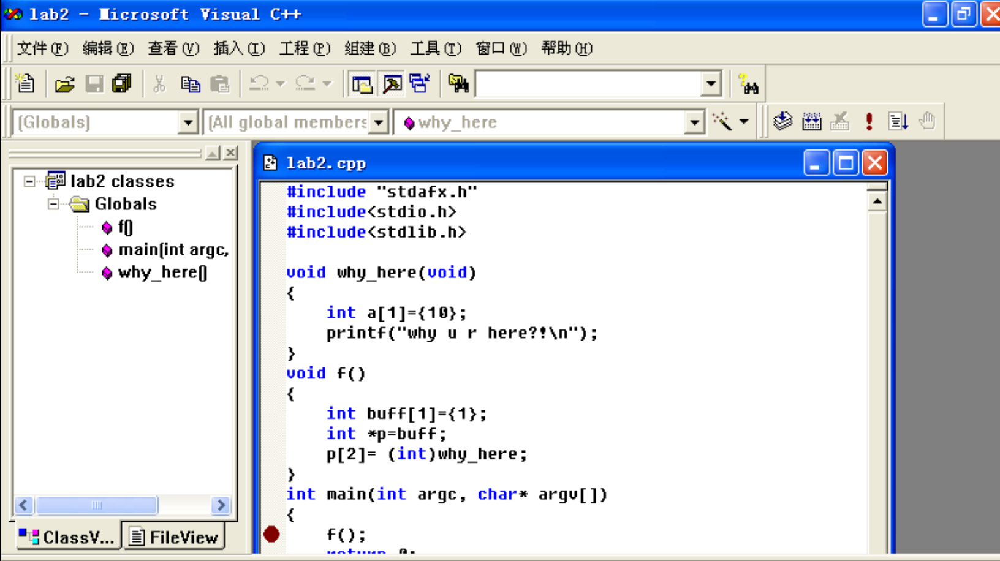 lab2 - Microsoft Visual C++
文件(F) 编辑(E) 查看(V) 插入(I) 工程(P) 组建(B) 工具(T) 窗口(W) 帮助(H)
(Globals) (All global members why_here
lab2 classes
Globals
f()
main(int argc,
why_here()
ClassV... FileView
lab2.cpp
#include "stdafx.h"
#include<stdio.h>
#include<stdlib.h>
void why_here(void)
{
int a[1]={10};
printf("why u r here?!\n");
}
void f()
{
int buff[1]={1};
int *p=buff;
p[2]= (int)why_here;
}
int main(int argc, char* argv[])
{
f();
return 0;